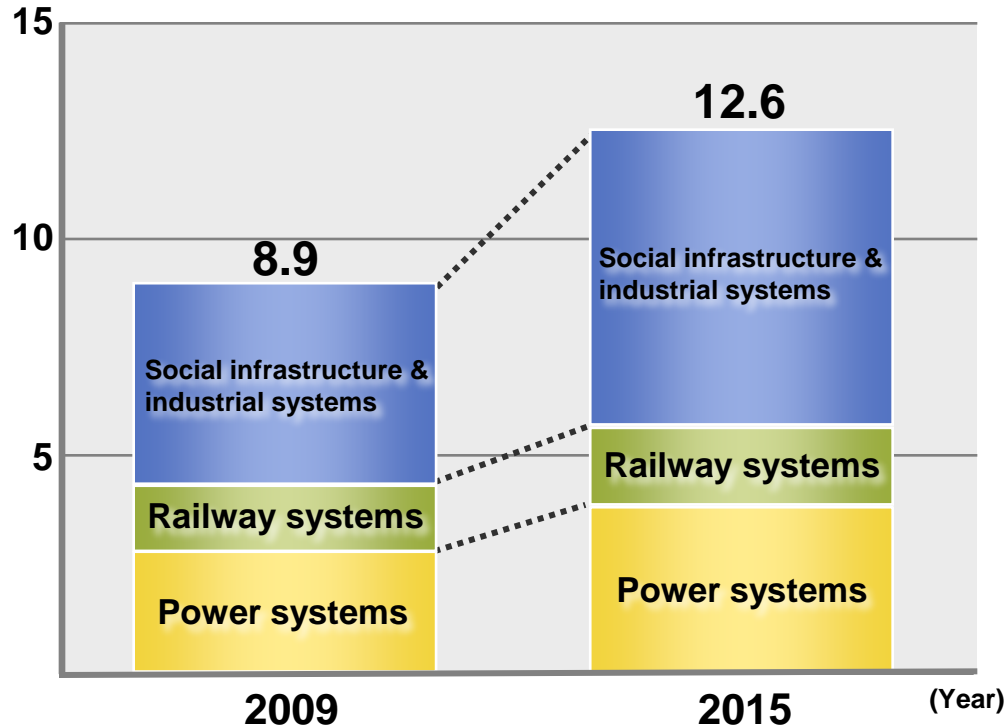 15
12.6
10
8.9
Social infrastructure &
industrial systems
Social infrastructure &
industrial systems
5
Railway systems
Railway systems
Power systems
Power systems
2009
2015
(Year)